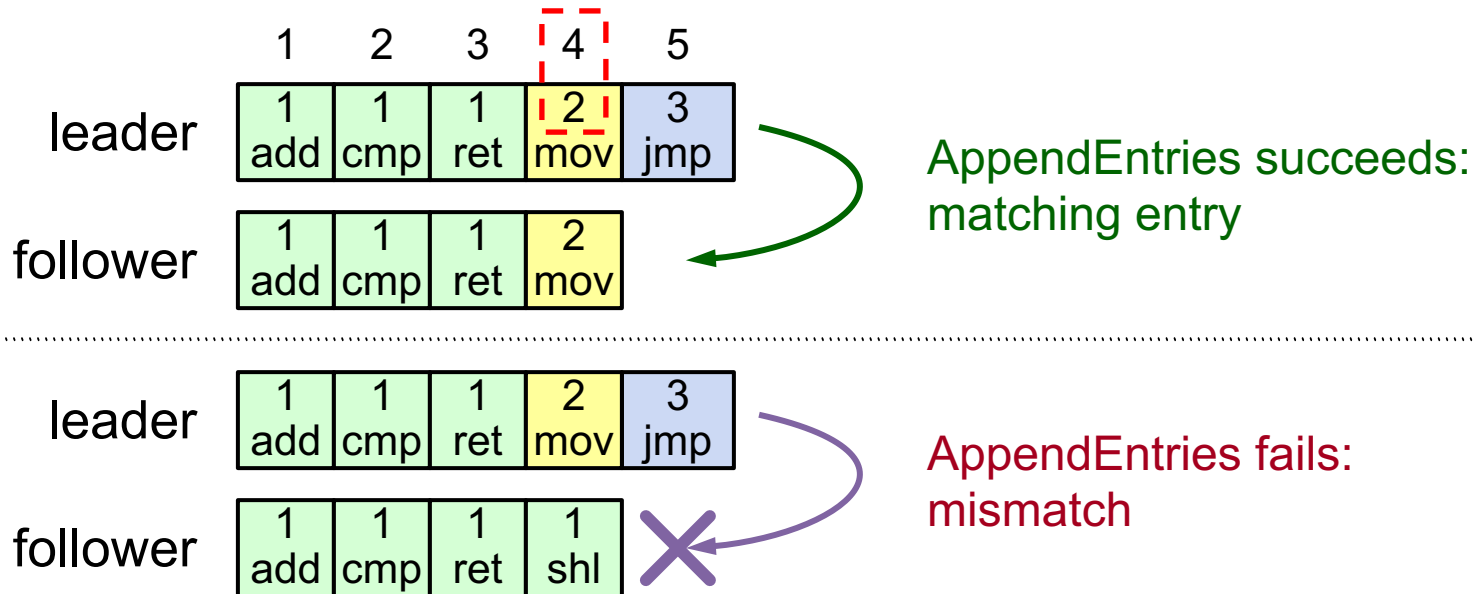 1 2 3 4 5
leader
1 1 1 2 3
add cmp ret mov jmp
AppendEntries succeeds:
matching entry
follower
1 1 1 2
add cmp ret mov
leader
1 1 1 2 3
add cmp ret mov jmp
AppendEntries fails:
mismatch
follower
1 1 1 1
add cmp ret shl